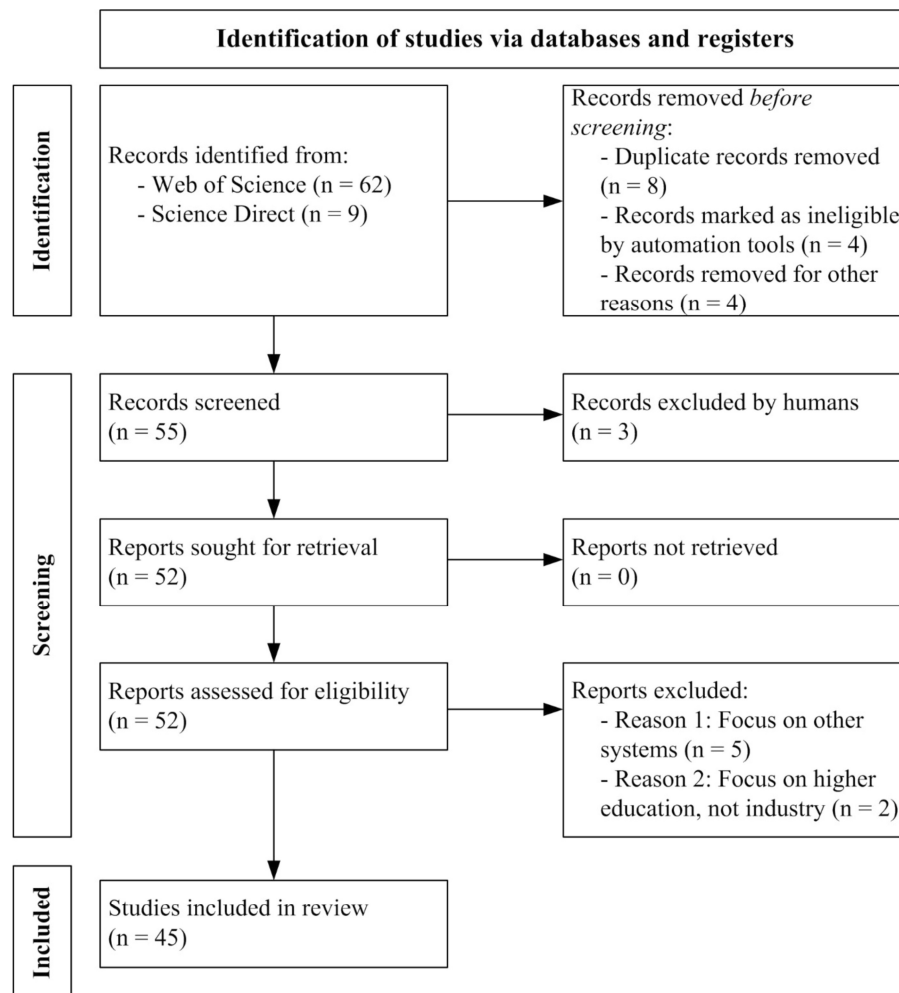 Identification of studies via databases and registers
Identification
Records identified from:
- Web of Science (n = 62)
- Science Direct (n = 9)
Records removed before
screening:
- Duplicate records removed
(n = 8)
- Records marked as ineligible
by automation tools (n = 4)
- Records removed for other
reasons (n = 4)
Screening
Records screened
(n = 55)
Records excluded by humans
(n = 3)
Reports sought for retrieval
(n = 52)
Reports not retrieved
(n = 0)
Reports assessed for eligibility
(n = 52)
Reports excluded:
- Reason 1: Focus on other
systems (n = 5)
- Reason 2: Focus on higher
education, not industry (n = 2)
Included
Studies included in review
(n = 45)